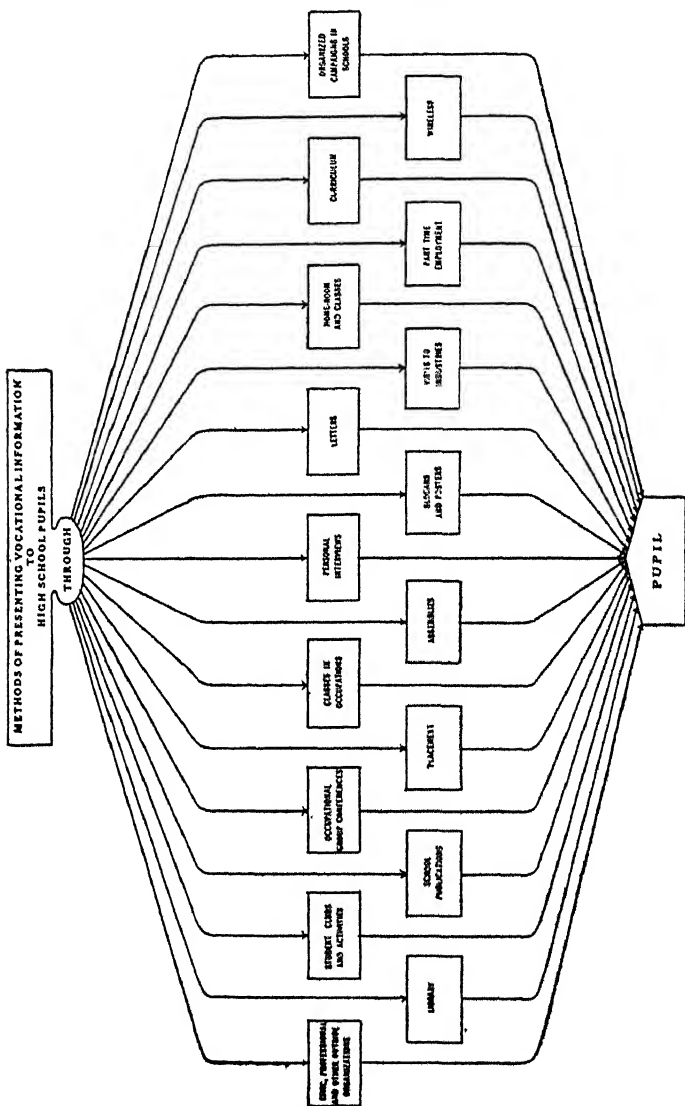 METHODS OF PRESENTING VOCATIONAL INFORMATION
TO
HIGH SCHOOL PUPILS
THROUGH
CIVIC, PROFESSIONAL
AND OTHER OUTSIDE
ORGANIZATIONS
STUDENT CLUBS
AND ACTIVITIES
OCCUPATIONAL
GROUP CONFERENCES
CLASSES IN
OCCUPATIONS
PERSONAL
INTERVIEWS
LETTERS
HOME-ROOM
AND CLASSES
CURRICULUM
ORGANIZED
CAMPAIGNS IN
SCHOOLS
LIBRARY
SCHOOL
PUBLICATIONS
PLACEMENT
ASSEMBLIES
SLOGANS
AND POSTERS
VISITS TO
INDUSTRIES
PART TIME
EMPLOYMENT
WIRELESS
PUPIL